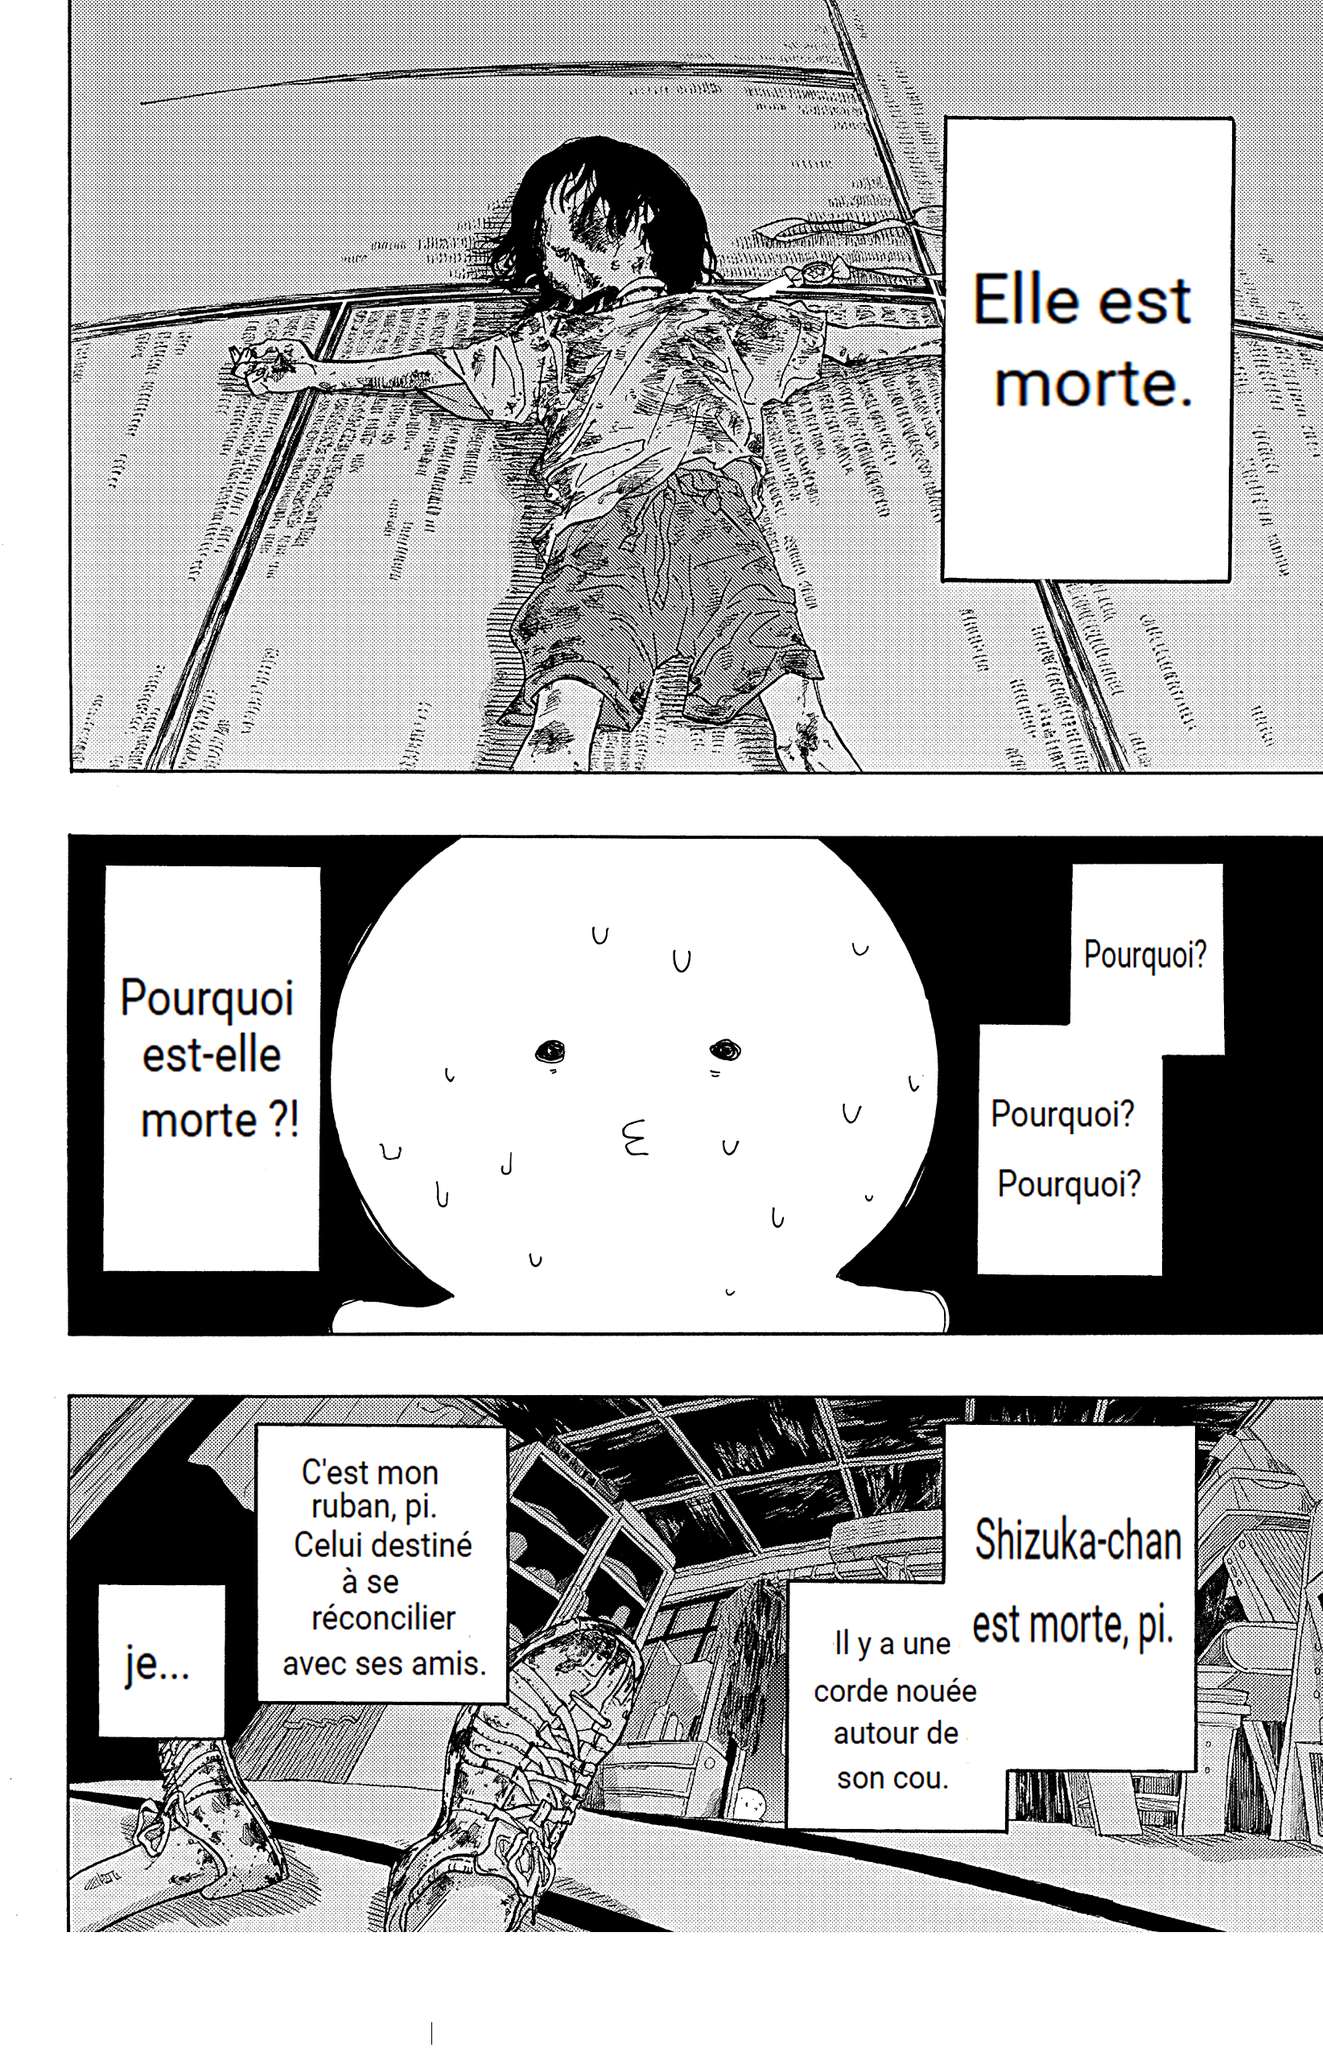 Elle est
morte.
Pourquoi?
Pourquoi?
Pourquoi?
Pourquoi
est-elle
morte ?!
Shizuka-chan
est morte, pi.
Il y a une
corde nouée
autour de
son cou.
C'est mon
ruban, pi.
Celui destiné
à se
réconcilier
avec ses amis.
je...